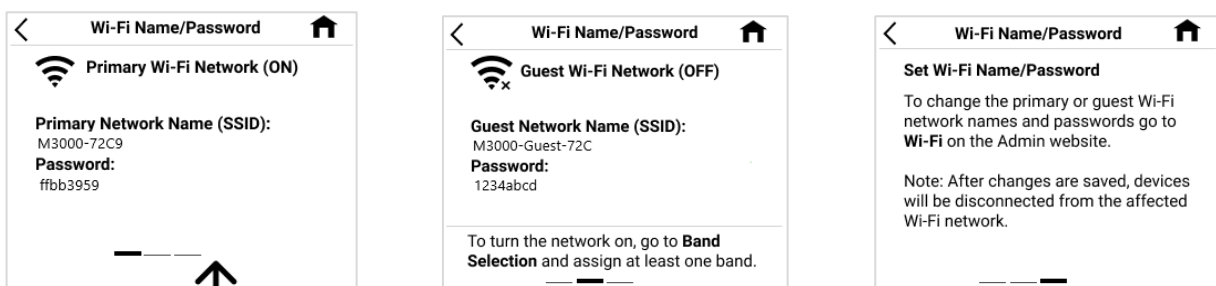 Wi-Fi Name/Password
Primary Wi-Fi Network (ON)
Primary Network Name (SSID):
M3000-72C9
Password:
ffbb3959
Wi-Fi Name/Password
Guest Wi-Fi Network (OFF)
Guest Network Name (SSID):
M3000-Guest-72C
Password:
1234abcd
To turn the network on, go to Band
Selection and assign at least one band.
Wi-Fi Name/Password
Set Wi-Fi Name/Password
To change the primary or guest Wi-Fi
network names and passwords go to
Wi-Fi on the Admin website.
Note: After changes are saved, devices
will be disconnected from the affected
Wi-Fi network.